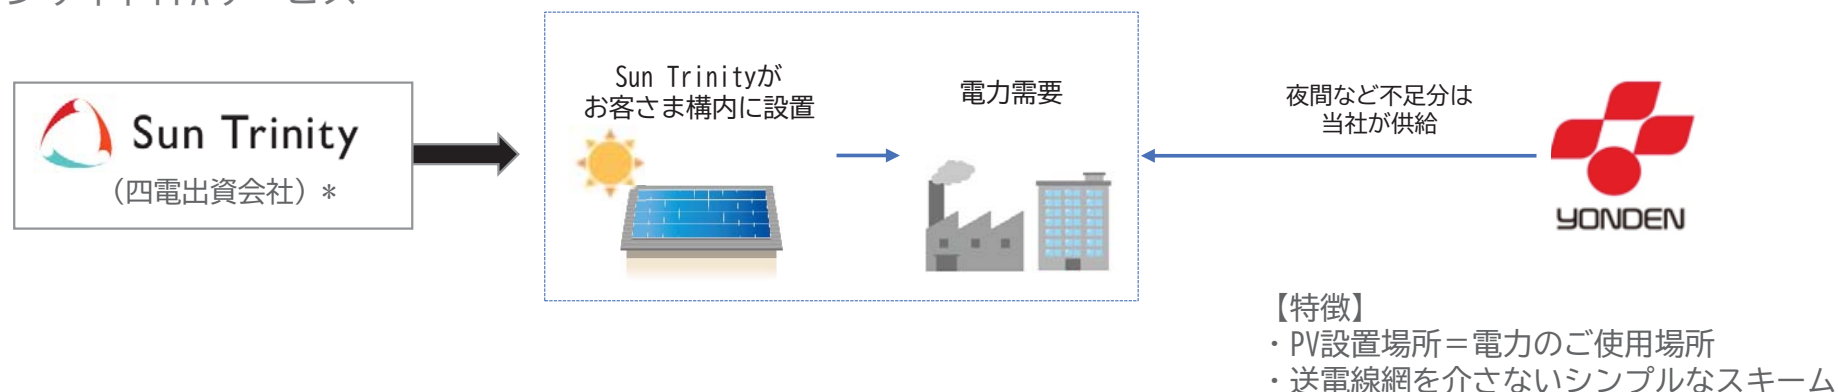 Sun Trinity
(四電出資会社)*
Sun Trinityが
お客さま構内に設置
電力需要
夜間など不足分は
当社が供給
YONDEN
【特徴】
・PV設置場所＝電力のご使用場所
・送電線網を介さないシンプルなスキーム